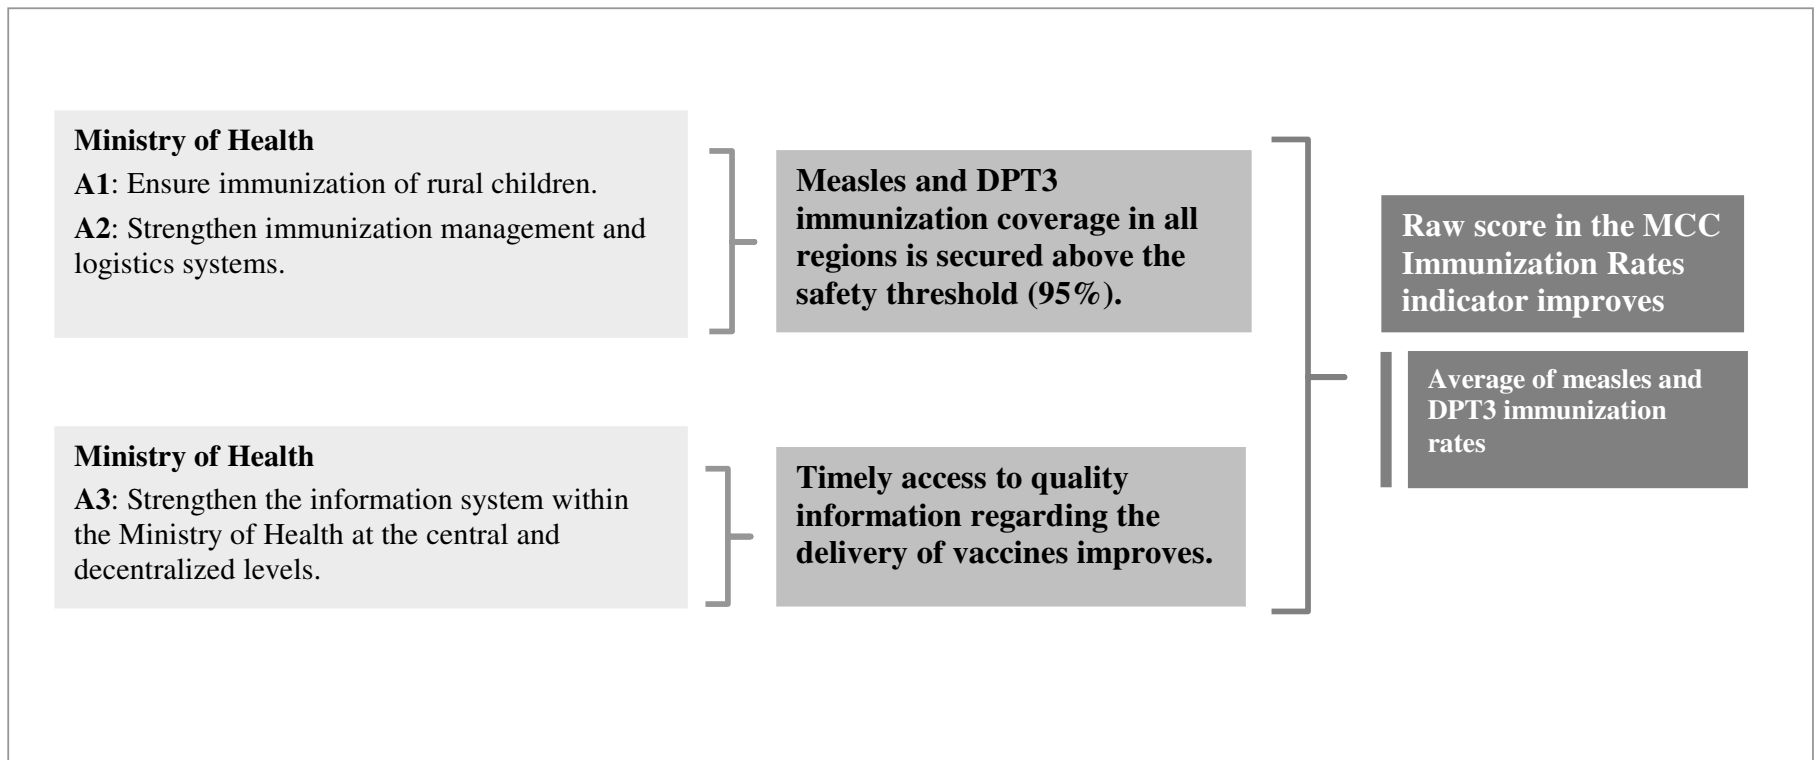 Ministry of Health
A1: Ensure immunization of rural children.
A2: Strengthen immunization management and
logistics systems.
Measles and DPT3
immunization coverage in all
regions is secured above the
safety threshold (95%).
Ministry of Health
A3: Strengthen the information system within
the Ministry of Health at the central and
decentralized levels.
Timely access to quality
information regarding the
delivery of vaccines improves.
Raw score in the MCC
Immunization Rates
indicator improves
Average of measles and
DPT3 immunization
rates